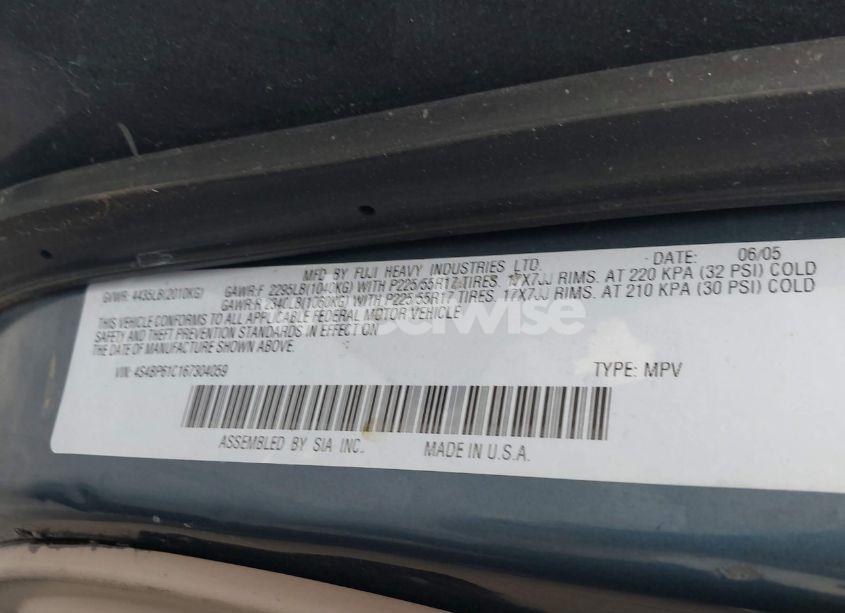 MFD BY FUJI HEAVY INDUSTRIES LTD. DATE: 06/05
GVWR: 4435LB(2010KG) GAWR:F 2295LB(1040KG) WITH P225/55R17 TIRES. 17X7JJ RIMS. AT 220 KPA (32 PSI) COLD
GAWR:R 2340LB(1060KG) WITH P225/55R17 TIRES. 17X7JJ RIMS. AT 210 KPA (30 PSI) COLD
THIS VEHICLE CONFORMS TO ALL APPLICABLE FEDERAL MOTOR VEHICLE
SAFETY AND THEFT PREVENTION STANDARDS IN EFFECT ON
THE DATE OF MANUFACTURE SHOWN ABOVE.
VIN: 4S4BP61C167304059 TYPE: MPV
ASSEMBLED BY SIA INC. MADE IN U.S.A.